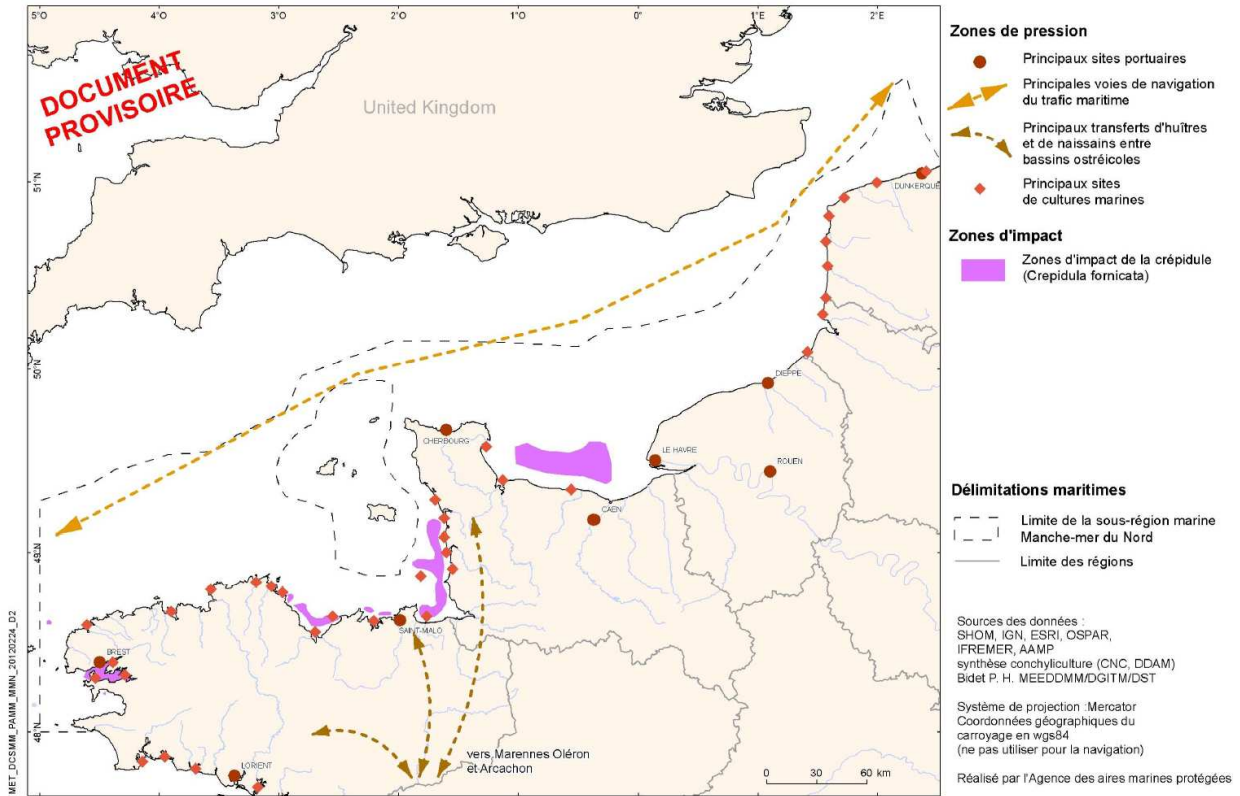 5°O 4°O 3°O 2°O 1°O 0° 1°E 2°E
DOCUMENT
PROVISOIRE
United Kingdom
51°N
DUNKERQUE
50°N
DIEPPE
CHERBOURG
LE HAVRE
ROUEN
CAEN
49°N
SAINT-MALO
BREST
48°N
LORIENT
vers Marennes Oléron
et Arcachon
0 30 60 km
MET_DCSMM_PAMM_MMN_20120224_D2
Zones de pression
Principaux sites portuaires
Principales voies de navigation
du trafic maritime
Principaux transferts d'huîtres
et de naissains entre
bassins ostréicoles
Principaux sites
de cultures marines
Zones d'impact
Zones d'impact de la crépidule
(Crepidula fornicata)
Délimitations maritimes
Limite de la sous-région marine
Manche-mer du Nord
Limite des régions
Sources des données :
SHOM, IGN, ESRI, OSPAR,
IFREMER, AAMP
synthèse conchyliculture (CNC, DDAM)
Bidet P. H. MEEDDMM/DGITM/DST
Système de projection :Mercator
Coordonnées géographiques du
carroyage en wgs84
(ne pas utiliser pour la navigation)
Réalisé par l'Agence des aires marines protégées